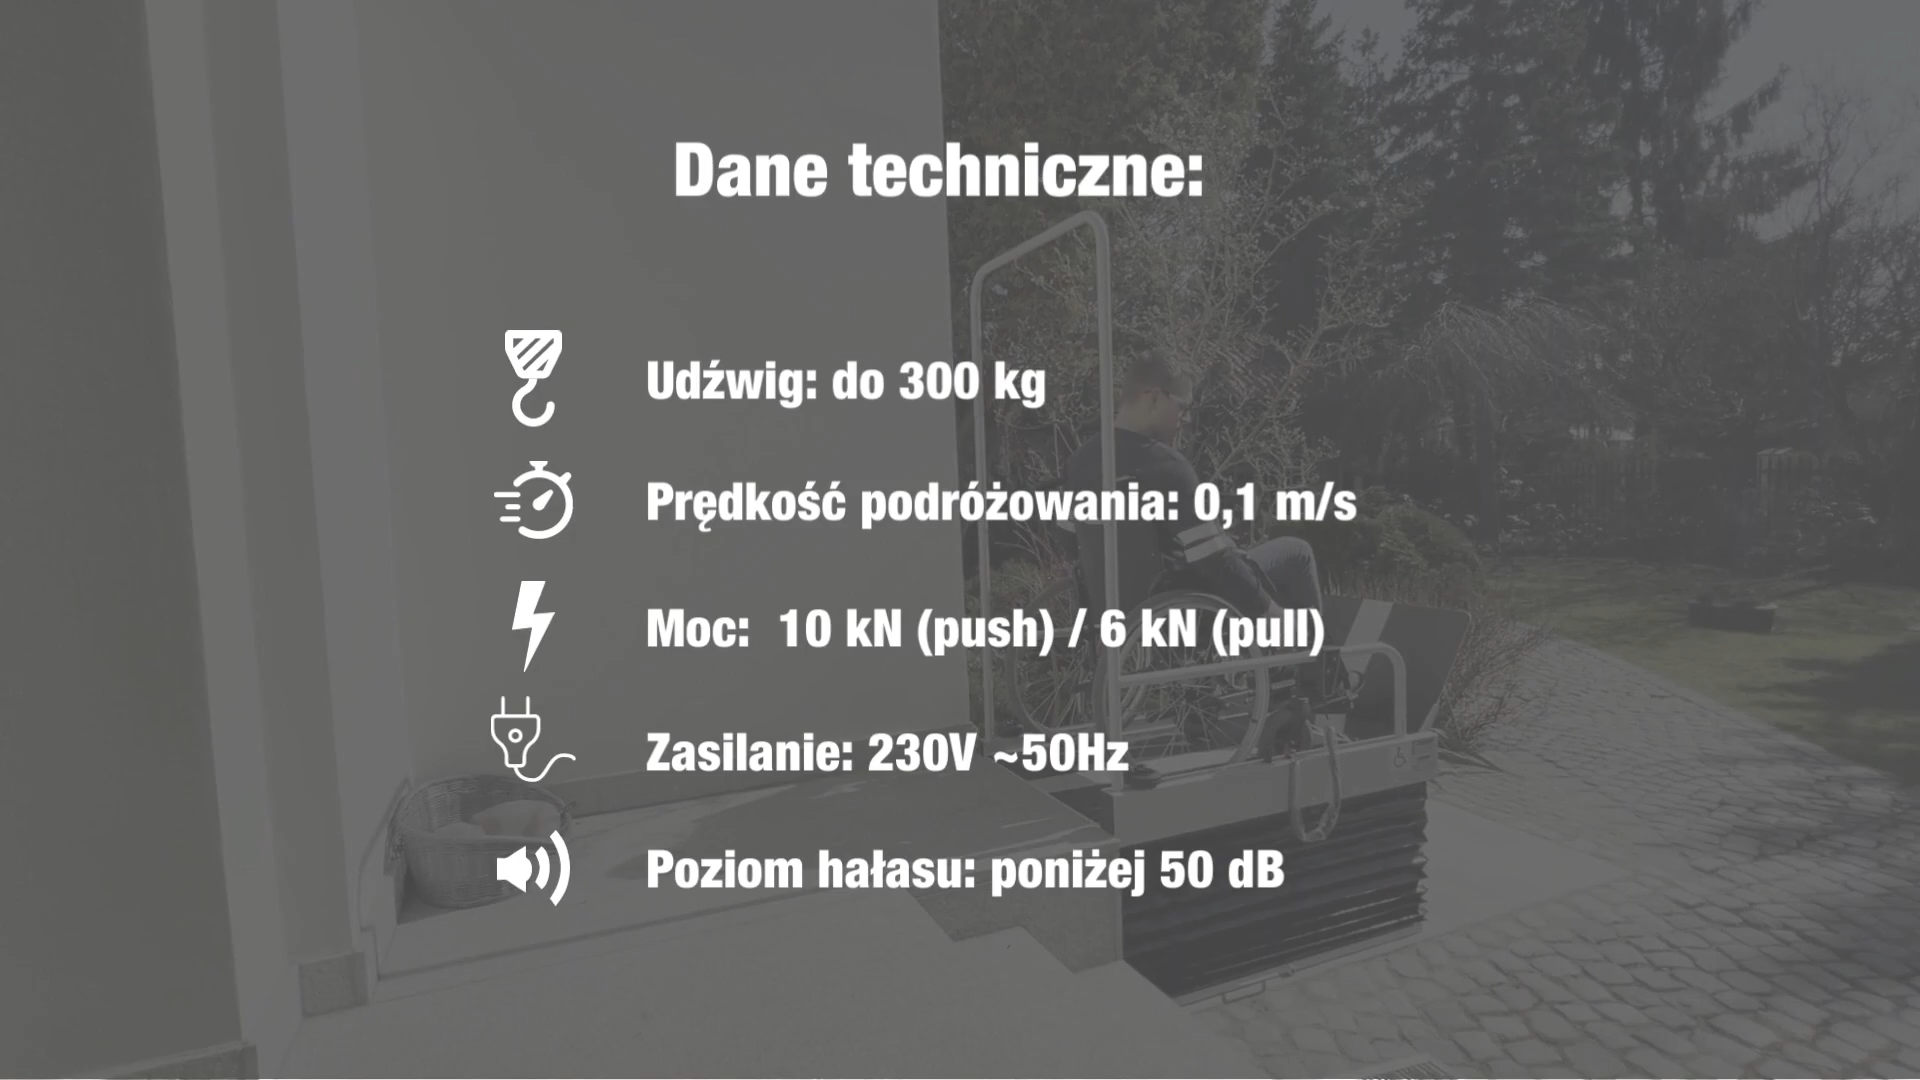 Dane techniczne:
Udźwig: do 300 kg
Prędkość podróżowania: 0,1 m/s
Moc:  10 kN (push) / 6 kN (pull)
Zasilanie: 230V ~50Hz
Poziom hałasu: poniżej 50 dB